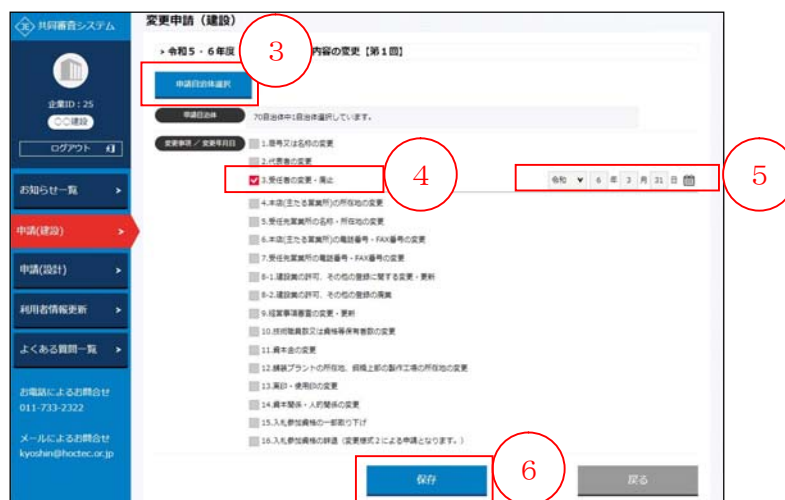 共同審査システム
企業ID:25
〇〇建設
ログアウト
お知らせ一覧
申請(建設)
申請(設計)
利用者情報更新
よくある質問一覧
お電話によるお問合せ
011-733-2322
メールによるお問合せ
kyoshin@hoctec.or.jp
変更申請(建設)
令和5・6年度 内容の変更【第1回】
3
申請自治体選択
申請自治体 70自治体中1自治体選択しています。
変更事項/変更年月日 1.商号又は名称の変更
2.代表者の変更
3.受任者の変更・廃止 4 令和 6 年 3 月 31 日 5
4.本店(主たる営業所)の所在地の変更
5.受任先営業所の名称・所在地の変更
6.本店(主たる営業所)の電話番号・FAX番号の変更
7.受任先営業所の電話番号・FAX番号の変更
8-1.建設業の許可、その他の登録に関する変更・更新
8-2.建設業の許可、その他の登録の廃業
9.経営事項審査の変更・更新
10.技術職員数又は資格等保有者数の変更
11.資本金の変更
12.舗装プラントの所在地、鋼橋上部の製作工場の所在地の変更
13.実印・使用印の変更
14.資本関係・人的関係の変更
15.入札参加資格の一部取り下げ
16.入札参加資格の辞退(変更様式2による申請となります。)
保存 6 戻る